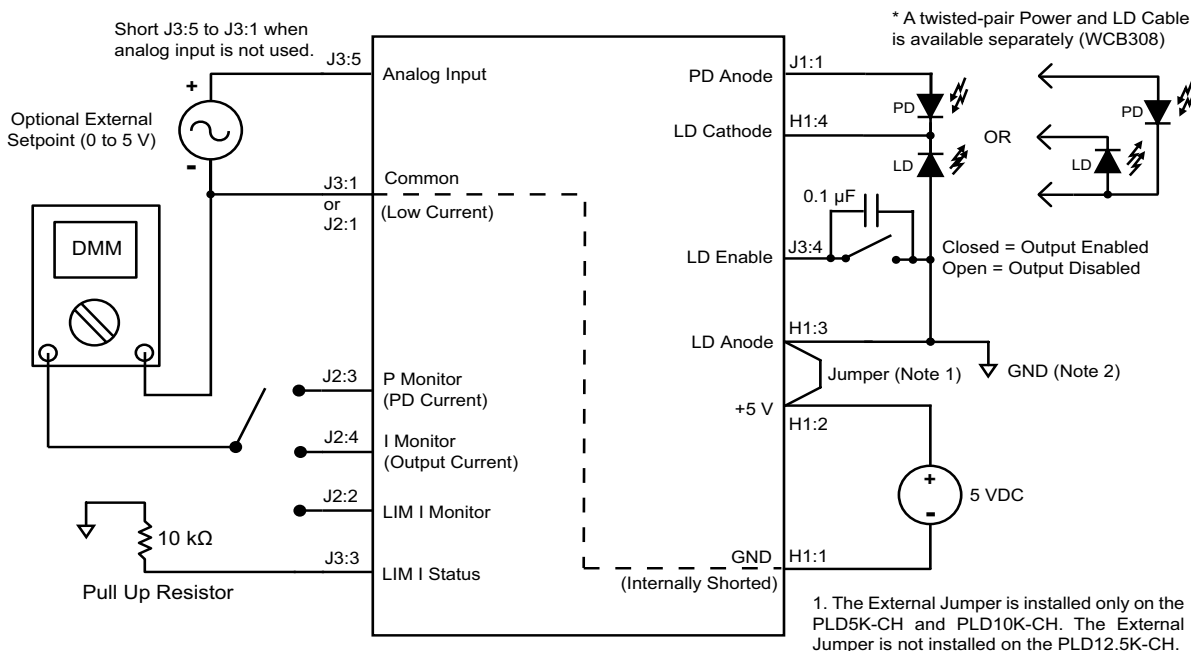 Short J3:5 to J3:1 when
analog input is not used.
* A twisted-pair Power and LD Cable
is available separately (WCB308)
J3:5
Analog Input
+
Optional External
Setpoint (0 to 5 V)
-
J3:1
or
J2:1
Common
(Low Current)
DMM
J2:3
P Monitor
(PD Current)
J2:4
I Monitor
(Output Current)
J2:2
LIM I Monitor
10 kΩ
J3:3
LIM I Status
Pull Up Resistor
J1:1
PD Anode
PD
H1:4
LD Cathode
LD
OR
PD
LD
0.1 µF
J3:4
LD Enable
Closed = Output Enabled
Open = Output Disabled
H1:3
LD Anode
Jumper (Note 1)
GND (Note 2)
+5 V
H1:2
+
5 VDC
-
GND
H1:1
(Internally Shorted)
1. The External Jumper is installed only on the
PLD5K-CH and PLD10K-CH. The External
Jumper is not installed on the PLD12.5K-CH.